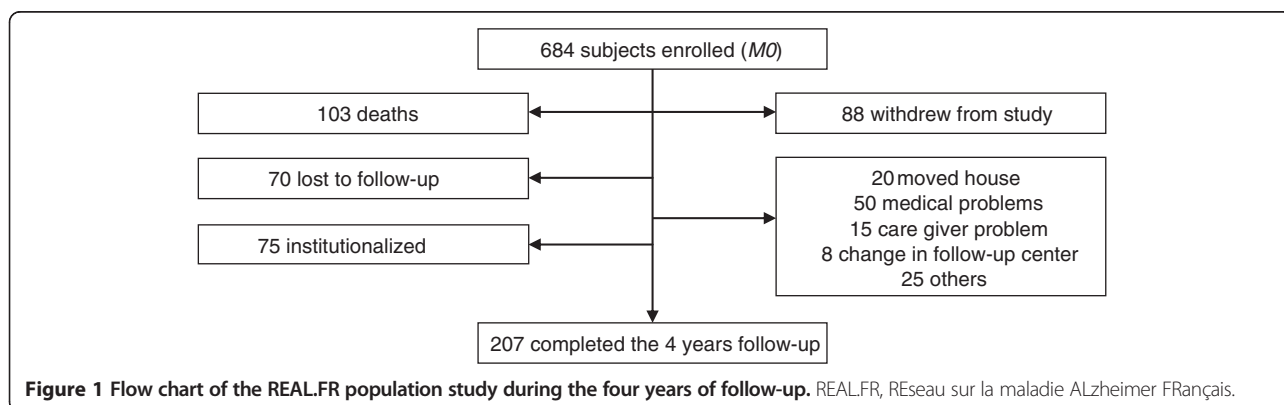 684 subjects enrolled (M0)
103 deaths
88 withdrew from study
70 lost to follow-up
20 moved house
50 medical problems
15 care giver problem
8 change in follow-up center
25 others
75 institutionalized
207 completed the 4 years follow-up
Figure 1 Flow chart of the REAL.FR population study during the four years of follow-up. REAL.FR, REseau sur la maladie ALzheimer FRançais.